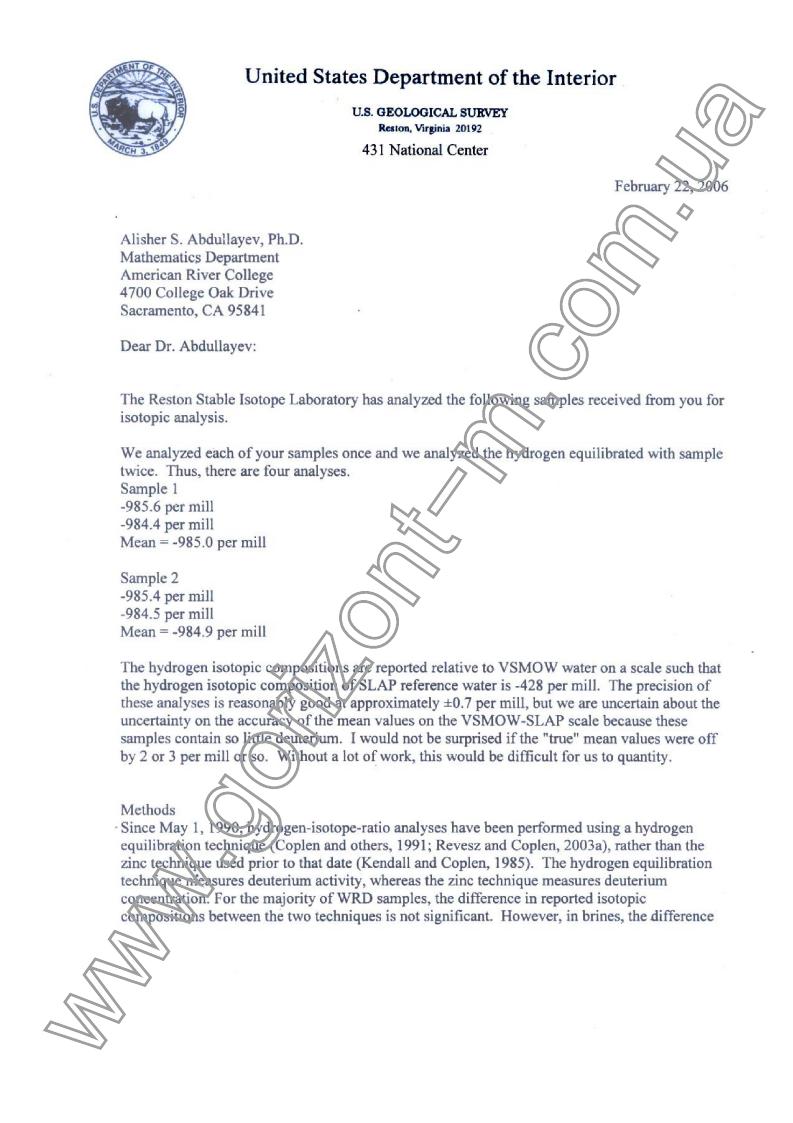 U.S. DEPARTMENT OF THE INTERIOR
MARCH 3, 1849
United States Department of the Interior
U.S. GEOLOGICAL SURVEY
Reston, Virginia 20192
431 National Center
February 22, 2006
Alisher S. Abdullayev, Ph.D.
Mathematics Department
American River College
4700 College Oak Drive
Sacramento, CA 95841
Dear Dr. Abdullayev:
The Reston Stable Isotope Laboratory has analyzed the following samples received from you for
isotopic analysis.
We analyzed each of your samples once and we analyzed the hydrogen equilibrated with sample
twice. Thus, there are four analyses.
Sample 1
-985.6 per mill
-984.4 per mill
Mean = -985.0 per mill
Sample 2
-985.4 per mill
-984.5 per mill
Mean = -984.9 per mill
The hydrogen isotopic compositions are reported relative to VSMOW water on a scale such that
the hydrogen isotopic composition of SLAP reference water is -428 per mill. The precision of
these analyses is reasonably good at approximately ±0.7 per mill, but we are uncertain about the
uncertainty on the accuracy of the mean values on the VSMOW-SLAP scale because these
samples contain so little deuterium. I would not be surprised if the "true" mean values were off
by 2 or 3 per mill or so. Without a lot of work, this would be difficult for us to quantity.
Methods
Since May 1, 1990, hydrogen-isotope-ratio analyses have been performed using a hydrogen
equilibration technique (Coplen and others, 1991; Revesz and Coplen, 2003a), rather than the
zinc technique used prior to that date (Kendall and Coplen, 1985). The hydrogen equilibration
technique measures deuterium activity, whereas the zinc technique measures deuterium
concentration. For the majority of WRD samples, the difference in reported isotopic
compositions between the two techniques is not significant. However, in brines, the difference
www.gorizont-m.com.ua